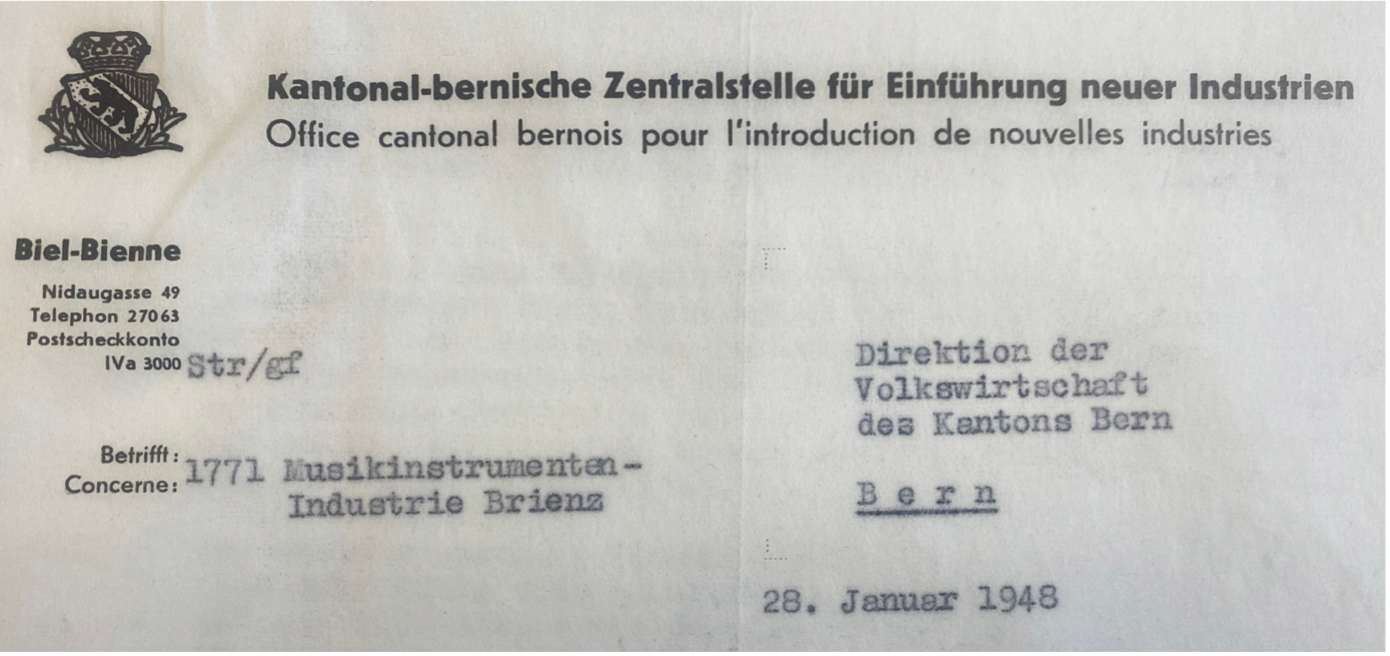 Kantonal-bernische Zentralstelle für Einführung neuer Industrien
Office cantonal bernois pour l'introduction de nouvelles industries
Biel-Bienne
Nidaugasse 49
Telephon 27063
Postscheckkonto
IVa 3000 Str/gf
Direktion der
Volkswirtschaft
des Kantons Bern
Betrifft: 1771 Musikinstrumenten-
Concerne: Industrie Brienz
B e r n
28. Januar 1948